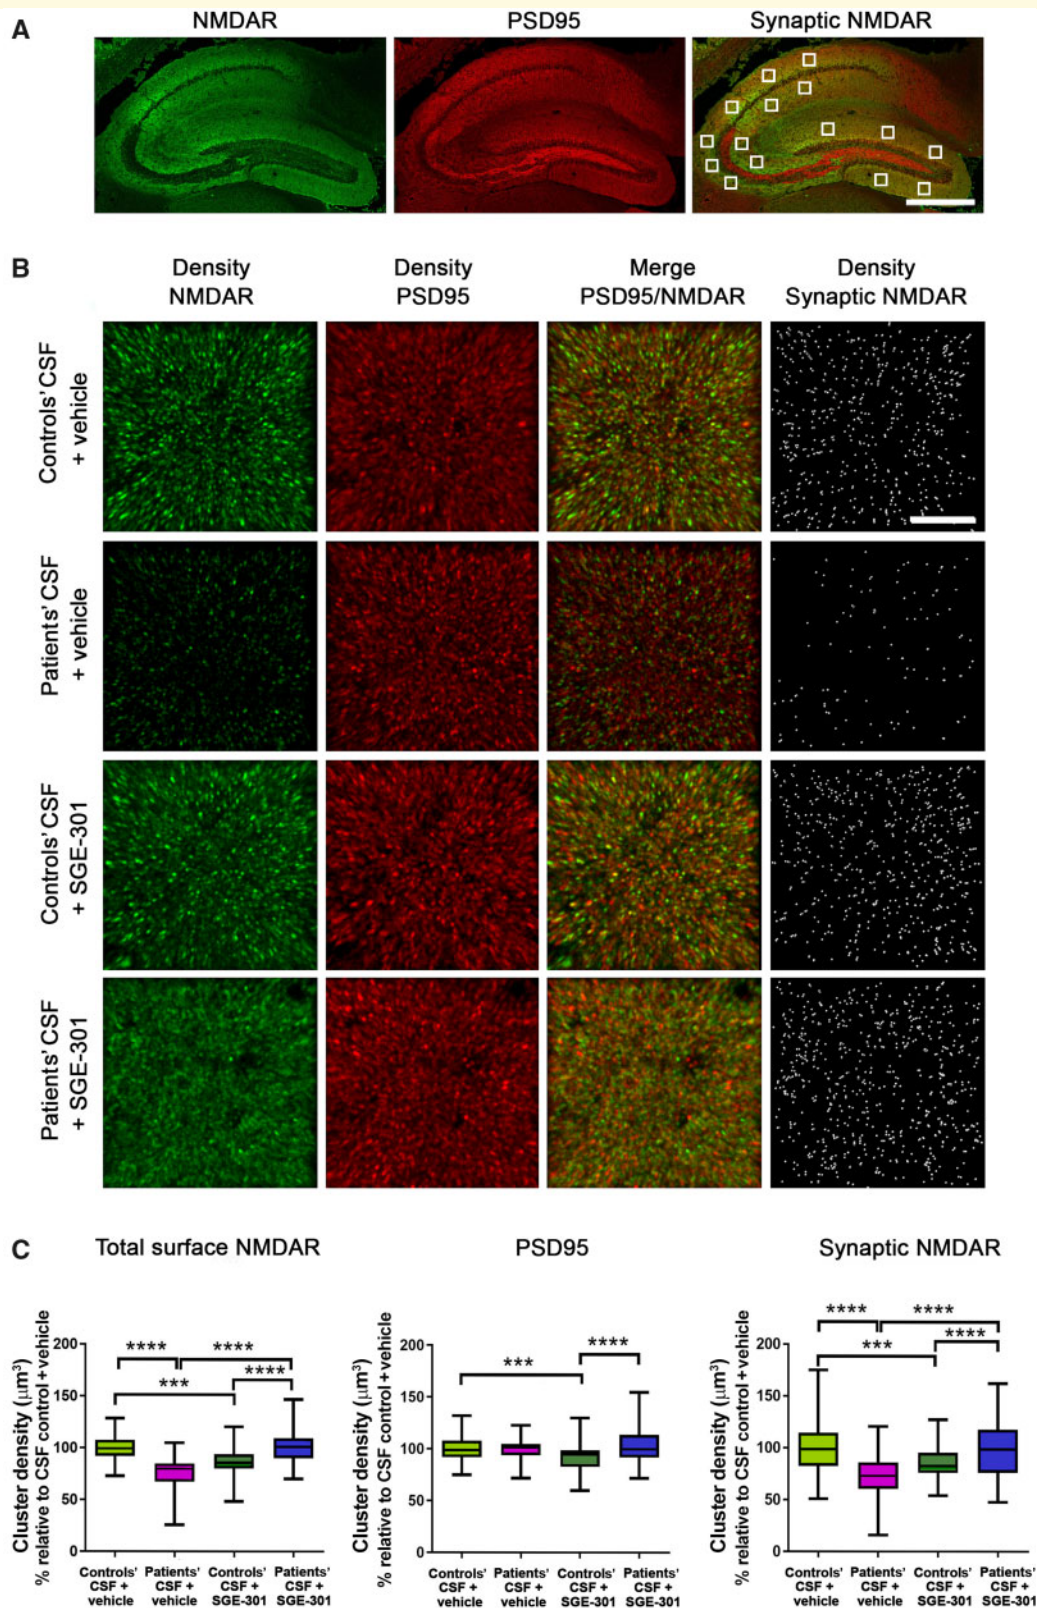 A
NMDAR
PSD95
Synaptic NMDAR
B
Density
NMDAR
Density
PSD95
Merge
PSD95/NMDAR
Density
Synaptic NMDAR
Controls' CSF
+ vehicle
Patients' CSF
+ vehicle
Controls' CSF
+ SGE-301
Patients' CSF
+ SGE-301
C
Total surface NMDAR
Cluster density (µm³)
% relative to CSF control + vehicle
200
150
100
50
0
****
****
***
****
Controls'
CSF +
vehicle
Patients'
CSF +
vehicle
Controls'
CSF +
SGE-301
Patients'
CSF +
SGE-301
PSD95
Cluster density (µm³)
% relative to CSF control + vehicle
200
150
100
50
0
***
****
Controls'
CSF +
vehicle
Patients'
CSF +
vehicle
Controls'
CSF +
SGE-301
Patients'
CSF +
SGE-301
Synaptic NMDAR
Cluster density (µm³)
% relative to CSF control + vehicle
200
150
100
50
0
****
****
***
****
Controls'
CSF +
vehicle
Patients'
CSF +
vehicle
Controls'
CSF +
SGE-301
Patients'
CSF +
SGE-301